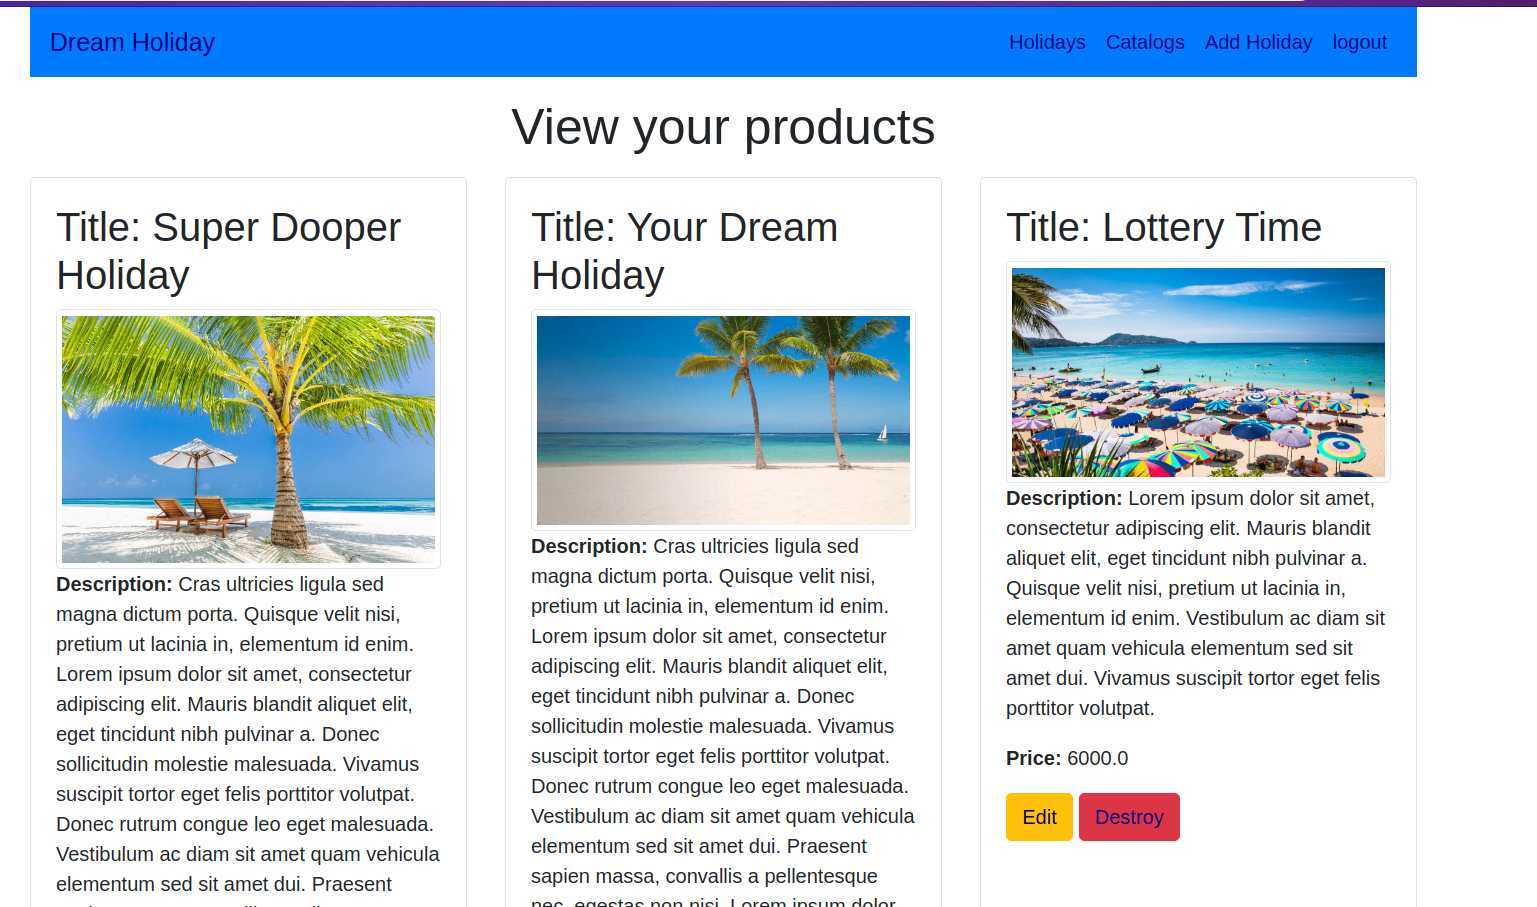 Dream Holiday
Holidays Catalogs Add Holiday logout
View your products
Title: Super Dooper
Holiday
Description: Cras ultricies ligula sed
magna dictum porta. Quisque velit nisi,
pretium ut lacinia in, elementum id enim.
Lorem ipsum dolor sit amet, consectetur
adipiscing elit. Mauris blandit aliquet elit,
eget tincidunt nibh pulvinar a. Donec
sollicitudin molestie malesuada. Vivamus
suscipit tortor eget felis porttitor volutpat.
Donec rutrum congue leo eget malesuada.
Vestibulum ac diam sit amet quam vehicula
elementum sed sit amet dui. Praesent
Title: Your Dream
Holiday
Description: Cras ultricies ligula sed
magna dictum porta. Quisque velit nisi,
pretium ut lacinia in, elementum id enim.
Lorem ipsum dolor sit amet, consectetur
adipiscing elit. Mauris blandit aliquet elit,
eget tincidunt nibh pulvinar a. Donec
sollicitudin molestie malesuada. Vivamus
suscipit tortor eget felis porttitor volutpat.
Donec rutrum congue leo eget malesuada.
Vestibulum ac diam sit amet quam vehicula
elementum sed sit amet dui. Praesent
sapien massa, convallis a pellentesque
nec, egestas non nisi. Lorem ipsum dolor
Title: Lottery Time
Description: Lorem ipsum dolor sit amet,
consectetur adipiscing elit. Mauris blandit
aliquet elit, eget tincidunt nibh pulvinar a.
Quisque velit nisi, pretium ut lacinia in,
elementum id enim. Vestibulum ac diam sit
amet quam vehicula elementum sed sit
amet dui. Vivamus suscipit tortor eget felis
porttitor volutpat.
Price: 6000.0
Edit Destroy